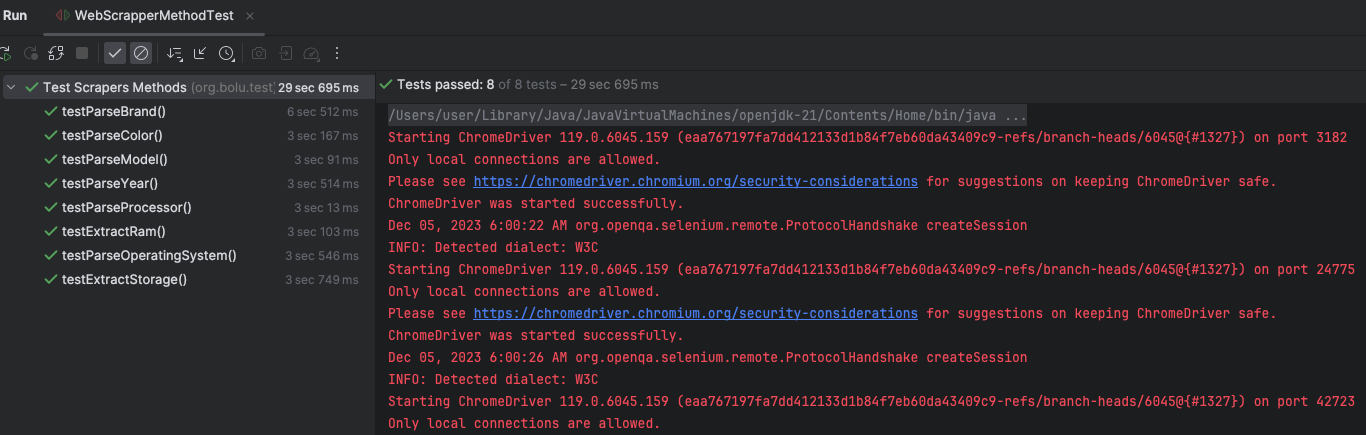 Run WebScrapperMethodTest
Test Scrapers Methods (org.bolu.test) 29 sec 695 ms
testParseBrand() 6 sec 512 ms
testParseColor() 3 sec 167 ms
testParseModel() 3 sec 91 ms
testParseYear() 3 sec 514 ms
testParseProcessor() 3 sec 13 ms
testExtractRam() 3 sec 103 ms
testParseOperatingSystem() 3 sec 546 ms
testExtractStorage() 3 sec 749 ms
Tests passed: 8 of 8 tests – 29 sec 695 ms
/Users/user/Library/Java/JavaVirtualMachines/openjdk-21/Contents/Home/bin/java ...
Starting ChromeDriver 119.0.6045.159 (eaa767197fa7dd412133d1b84f7eb60da43409c9-refs/branch-heads/6045@{#1327}) on port 3182
Only local connections are allowed.
Please see https://chromedriver.chromium.org/security-considerations for suggestions on keeping ChromeDriver safe.
ChromeDriver was started successfully.
Dec 05, 2023 6:00:22 AM org.openqa.selenium.remote.ProtocolHandshake createSession
INFO: Detected dialect: W3C
Starting ChromeDriver 119.0.6045.159 (eaa767197fa7dd412133d1b84f7eb60da43409c9-refs/branch-heads/6045@{#1327}) on port 24775
Only local connections are allowed.
Please see https://chromedriver.chromium.org/security-considerations for suggestions on keeping ChromeDriver safe.
ChromeDriver was started successfully.
Dec 05, 2023 6:00:26 AM org.openqa.selenium.remote.ProtocolHandshake createSession
INFO: Detected dialect: W3C
Starting ChromeDriver 119.0.6045.159 (eaa767197fa7dd412133d1b84f7eb60da43409c9-refs/branch-heads/6045@{#1327}) on port 42723
Only local connections are allowed.